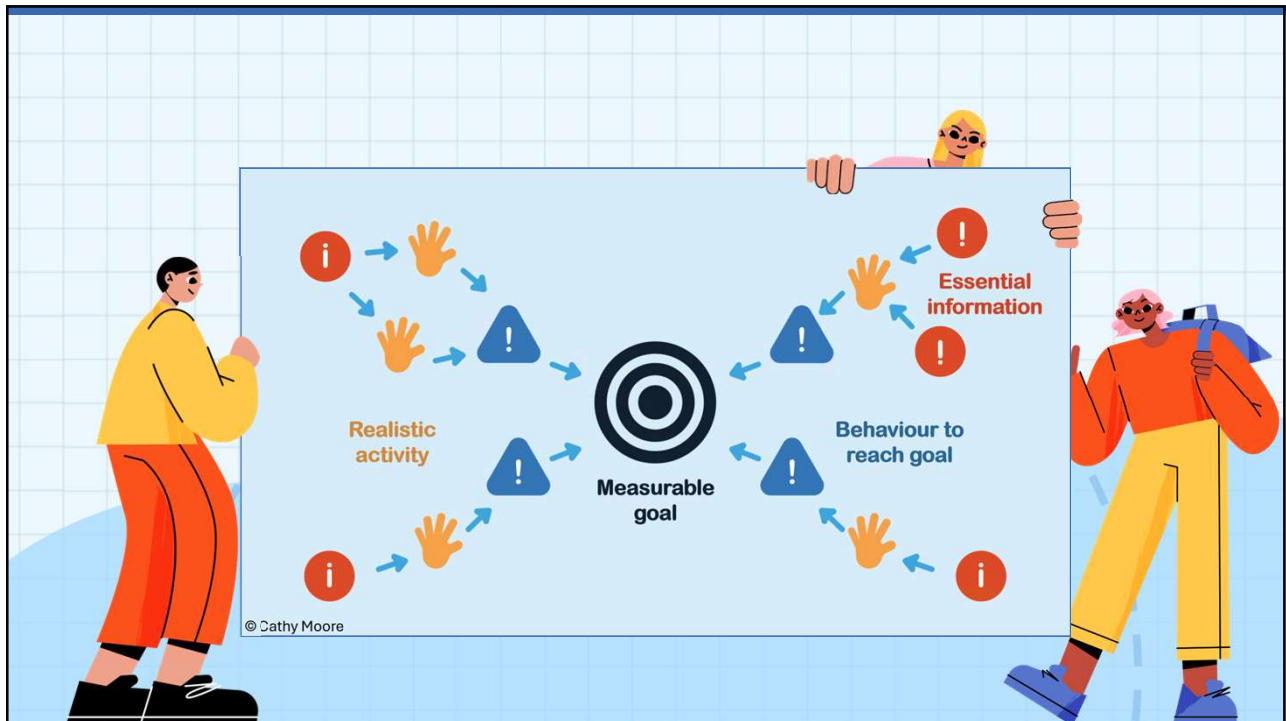 Essential
information
Realistic
activity
Behaviour to
reach goal
Measurable
goal
© Cathy Moore